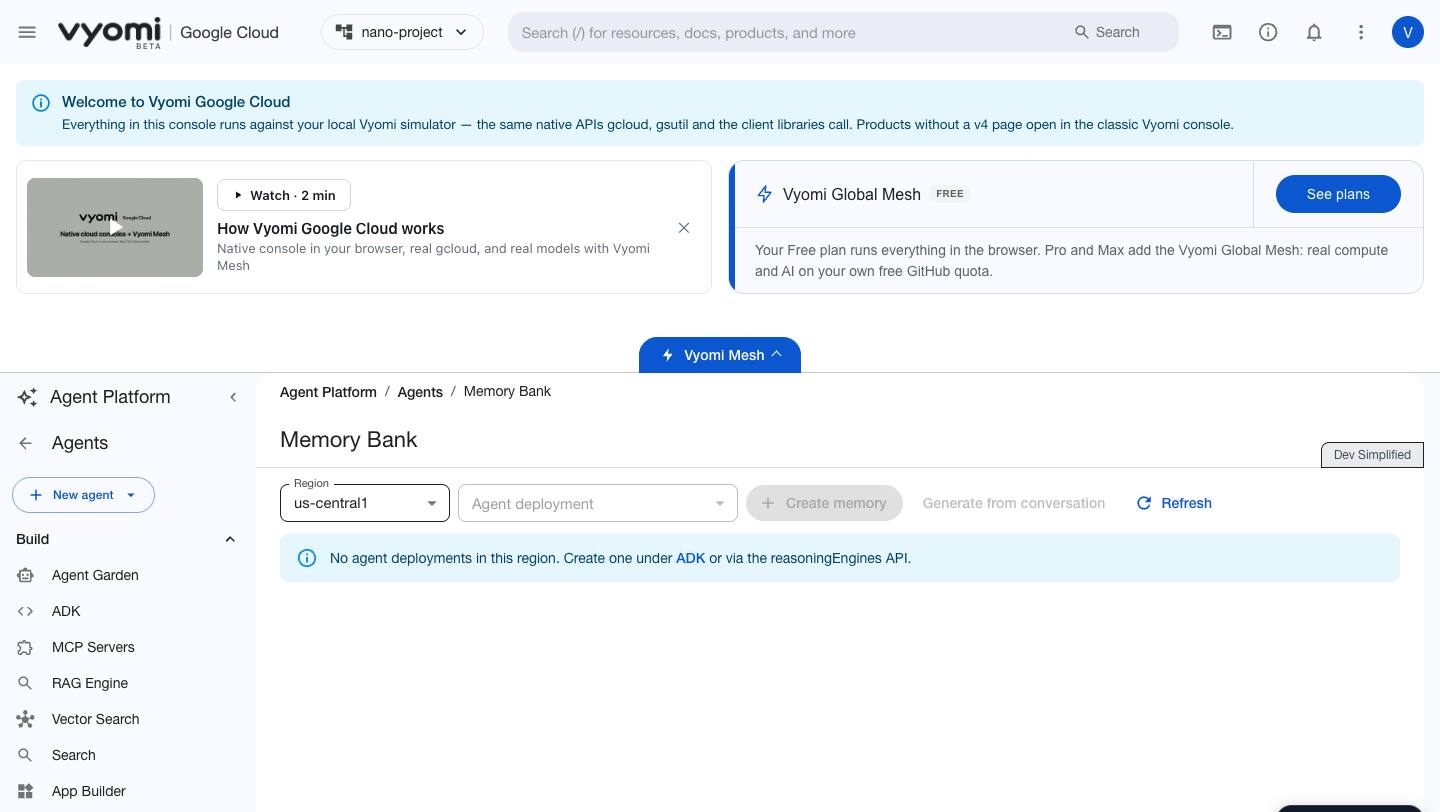 vyomi
BETA
Google Cloud
nano-project
Search (/) for resources, docs, products, and more
Search
V
Welcome to Vyomi Google Cloud
Everything in this console runs against your local Vyomi simulator — the same native APIs gcloud, gsutil and the client libraries call. Products without a v4 page open in the classic Vyomi console.
vyomi Google Cloud
Native cloud consoles + Vyomi Mesh
Watch · 2 min
How Vyomi Google Cloud works
Native console in your browser, real gcloud, and real models with Vyomi
Mesh
Vyomi Global Mesh
FREE
See plans
Your Free plan runs everything in the browser. Pro and Max add the Vyomi Global Mesh: real compute
and AI on your own free GitHub quota.
Vyomi Mesh
Agent Platform
Agents
New agent
Build
Agent Garden
ADK
MCP Servers
RAG Engine
Vector Search
Search
App Builder
Agent Platform / Agents / Memory Bank
Memory Bank
Dev Simplified
Region
us-central1
Agent deployment
Create memory
Generate from conversation
Refresh
No agent deployments in this region. Create one under ADK or via the reasoningEngines API.